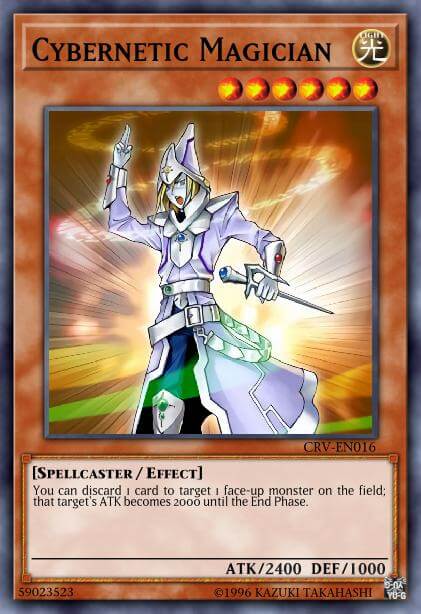 CYBERNETIC MAGICIAN
LIGHT
光
CRV-EN016
[SPELLCASTER / EFFECT]
You can discard 1 card to target 1 face-up monster on the field;
that target's ATK becomes 2000 until the End Phase.
ATK/2400 DEF/1000
59023523
©1996 KAZUKI TAKAHASHI